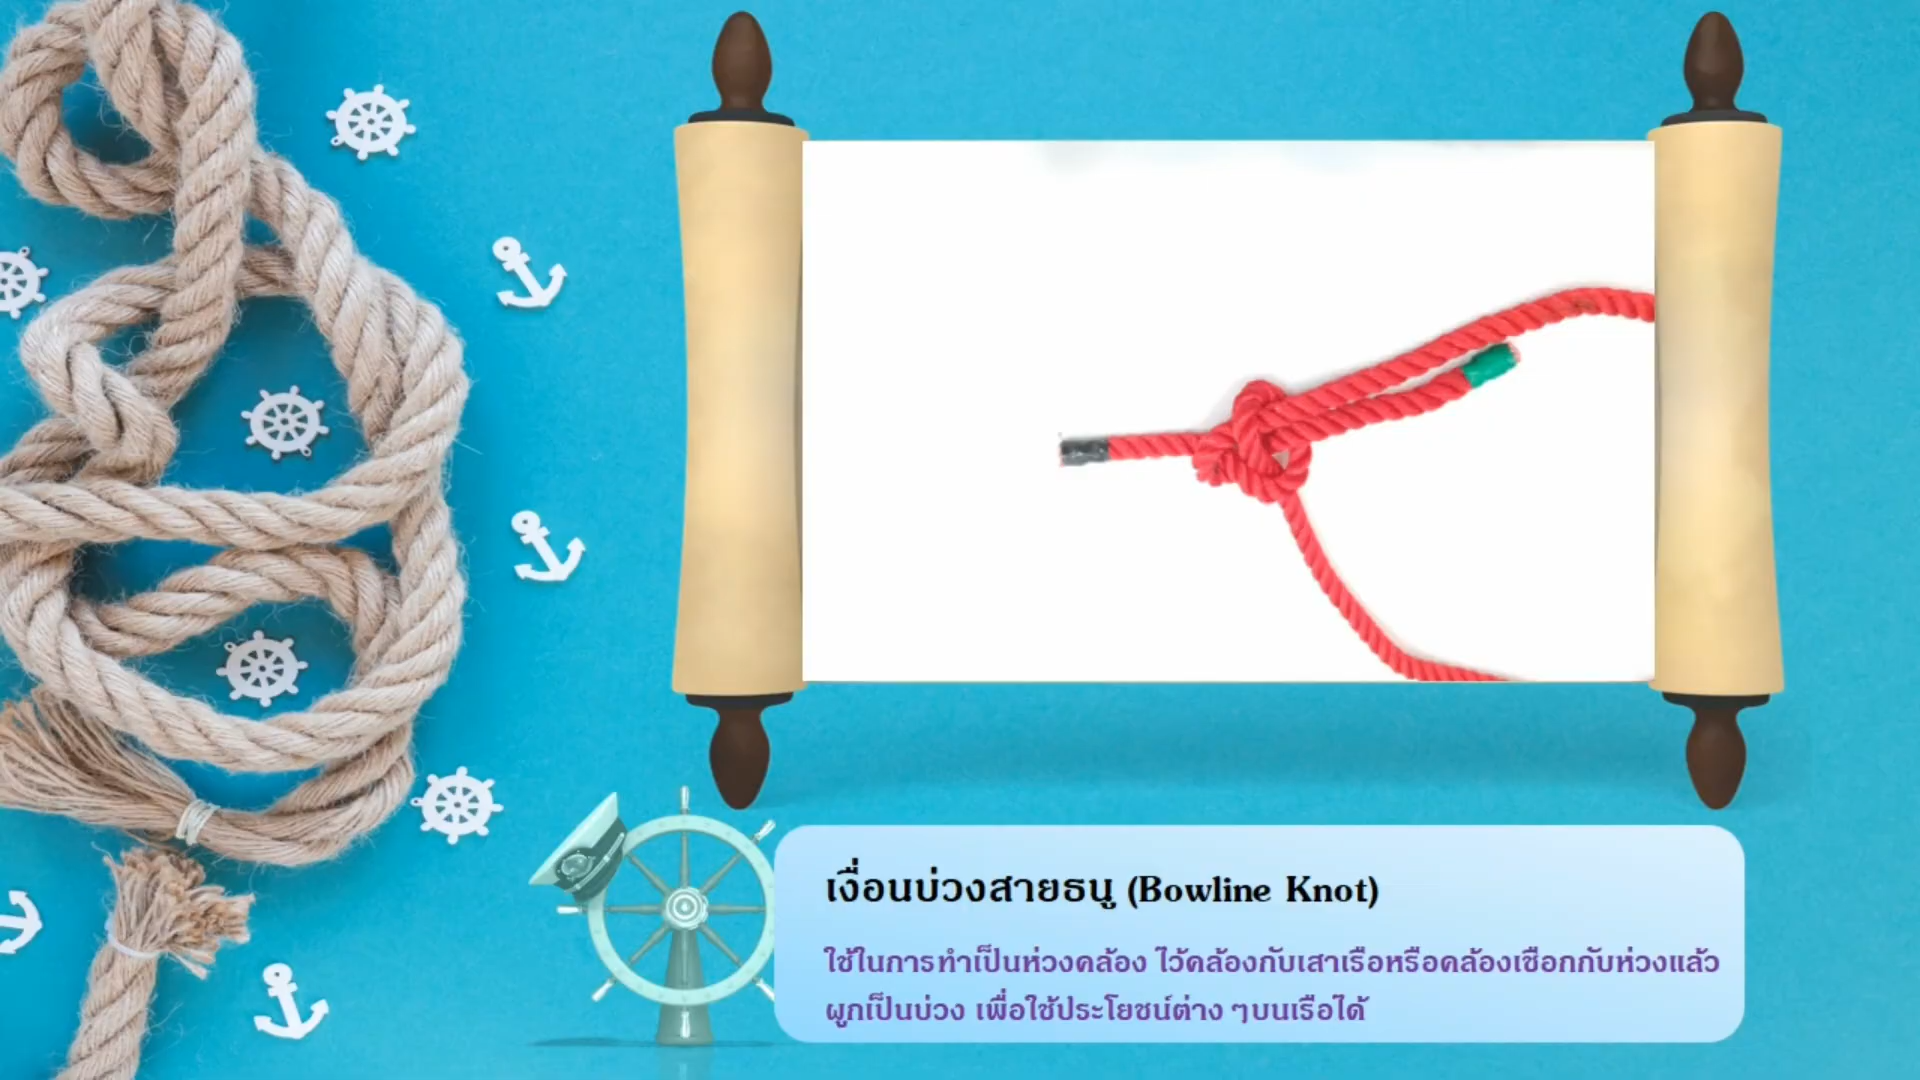 เงื่อนบ่วงสายธนู (Bowline Knot)
ใช้ในการทำเป็นห่วงคล้อง ไว้คล้องกับเสาเรือหรือคล้องเชือกกับห่วงแล้ว
ผูกเป็นบ่วง เพื่อใช้ประโยชน์ต่าง ๆบนเรือได้